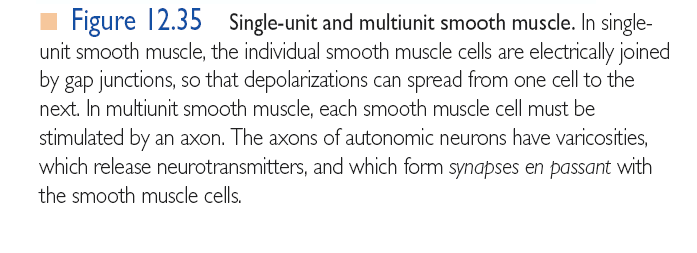 Figure 12.35 Single-unit and multiunit smooth muscle. In single-
unit smooth muscle, the individual smooth muscle cells are electrically joined
by gap junctions, so that depolarizations can spread from one cell to the
next. In multiunit smooth muscle, each smooth muscle cell must be
stimulated by an axon. The axons of autonomic neurons have varicosities,
which release neurotransmitters, and which form synapses en passant with
the smooth muscle cells.